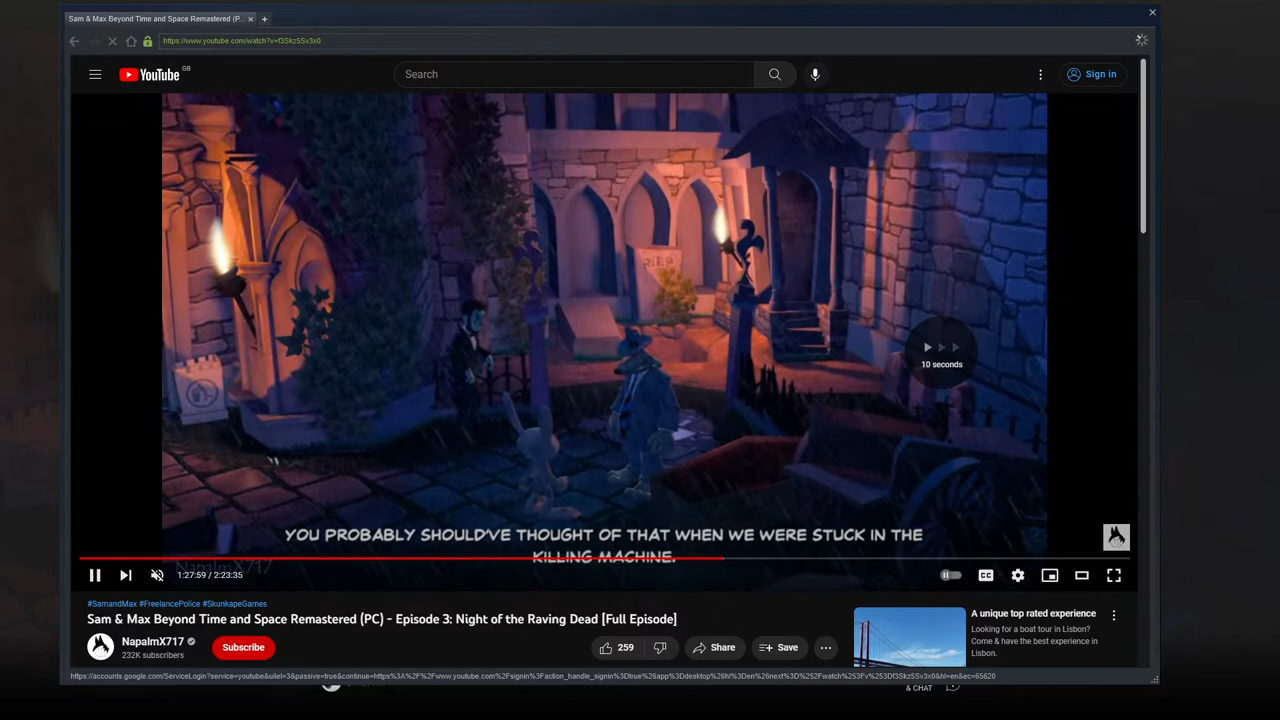 Sam & Max Beyond Time and Space Remastered (P...
https://www.youtube.com/watch?v=f3Skz5Sv3x0
YouTube GB
Search
Sign in
R.I.P.
10 seconds
YOU PROBABLY SHOULD'VE THOUGHT OF THAT WHEN WE WERE STUCK IN THE
KILLING MACHINE.
NapalmX717
1:27:59 / 2:23:35
CC
#SamandMax #FreelancePolice #SkunkapeGames
Sam & Max Beyond Time and Space Remastered (PC) - Episode 3: Night of the Raving Dead [Full Episode]
NapalmX717
232K subscribers
Subscribe
259
Share
Save
A unique top rated experience
Looking for a boat tour in Lisbon?
Come & have the best experience in
Lisbon.
https://accounts.google.com/ServiceLogin?service=youtube&uilel=3&passive=true&continue=https%3A%2F%2Fwww.youtube.com%2Fsignin%3Faction_handle_signin%3Dtrue%26app%3Ddesktop%26hl%3Den%26next%3D%252Fwatch%253Fv%253Df3Skz5Sv3x0&hl=en&ec=65620
& CHAT